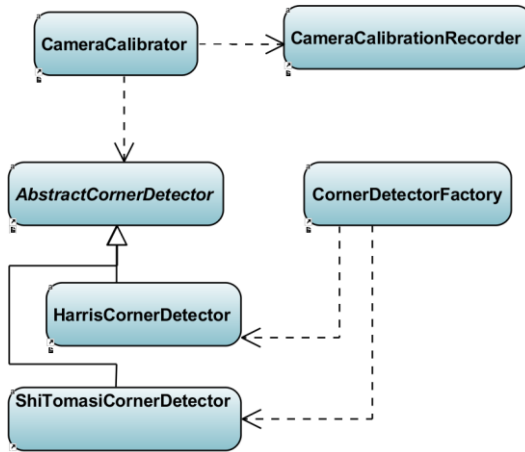 CameraCalibrator
CameraCalibrationRecorder
AbstractCornerDetector
CornerDetectorFactory
HarrisCornerDetector
ShiTomasiCornerDetector